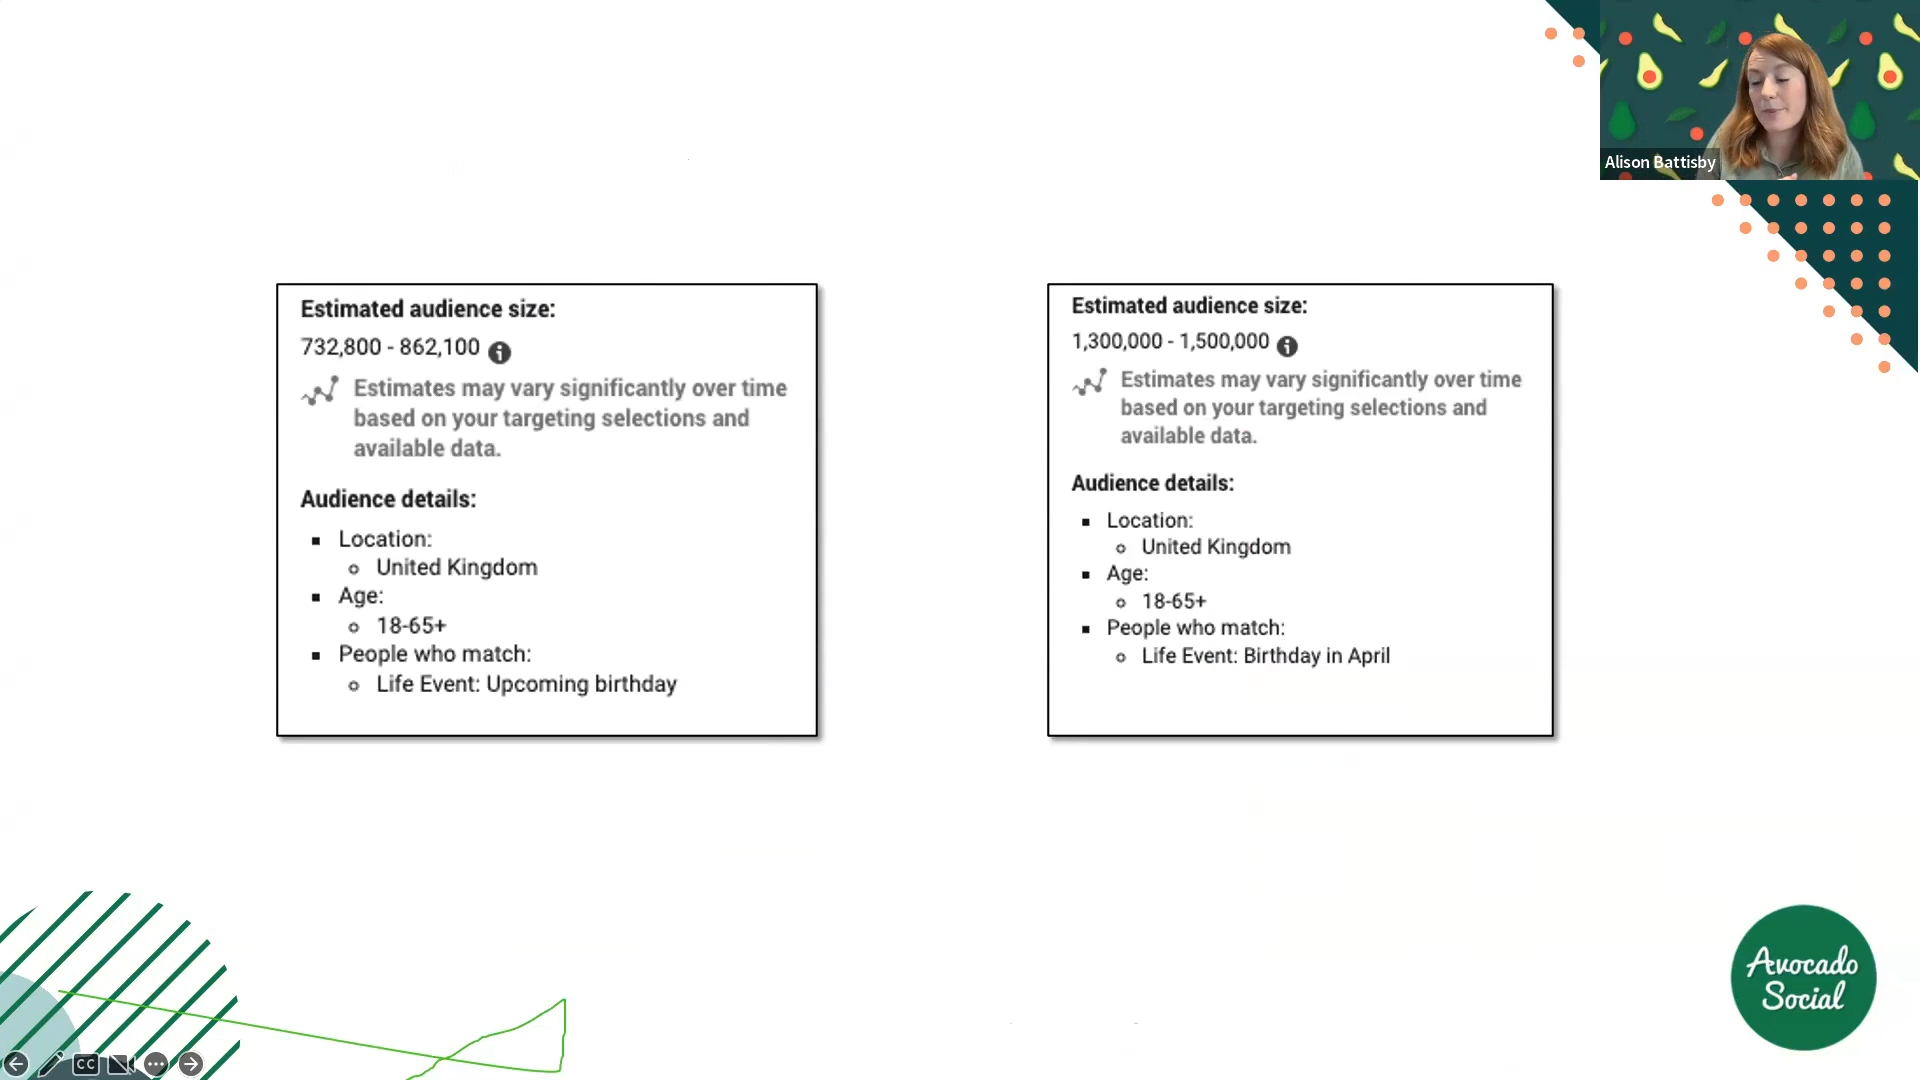 Alison Battisby
Estimated audience size:
732,800 - 862,100
Estimates may vary significantly over time
based on your targeting selections and
available data.
Audience details:
Location:
United Kingdom
Age:
18-65+
People who match:
Life Event: Upcoming birthday
Estimated audience size:
1,300,000 - 1,500,000
Estimates may vary significantly over time
based on your targeting selections and
available data.
Audience details:
Location:
United Kingdom
Age:
18-65+
People who match:
Life Event: Birthday in April
Avocado
Social
CC